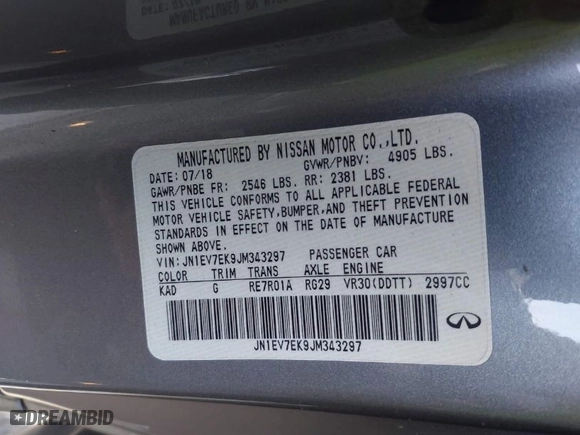 MANUFACTURED BY NISSAN MOTOR CO.,LTD.
DATE: 07/18 GVWR/PNBV: 4905 LBS.
GAWR/PNBE FR: 2546 LBS. RR: 2381 LBS.
THIS VEHICLE CONFORMS TO ALL APPLICABLE FEDERAL
MOTOR VEHICLE SAFETY,BUMPER,AND THEFT PREVENTION
STANDARDS IN EFFECT ON THE DATE OF MANUFACTURE
SHOWN ABOVE.
VIN: JN1EV7EK9JM343297 PASSENGER CAR
COLOR TRIM TRANS AXLE ENGINE
KAD G RE7R01A RG29 VR30(DDTT) 2997CC
JN1EV7EK9JM343297
INFINITI
DREAMBID